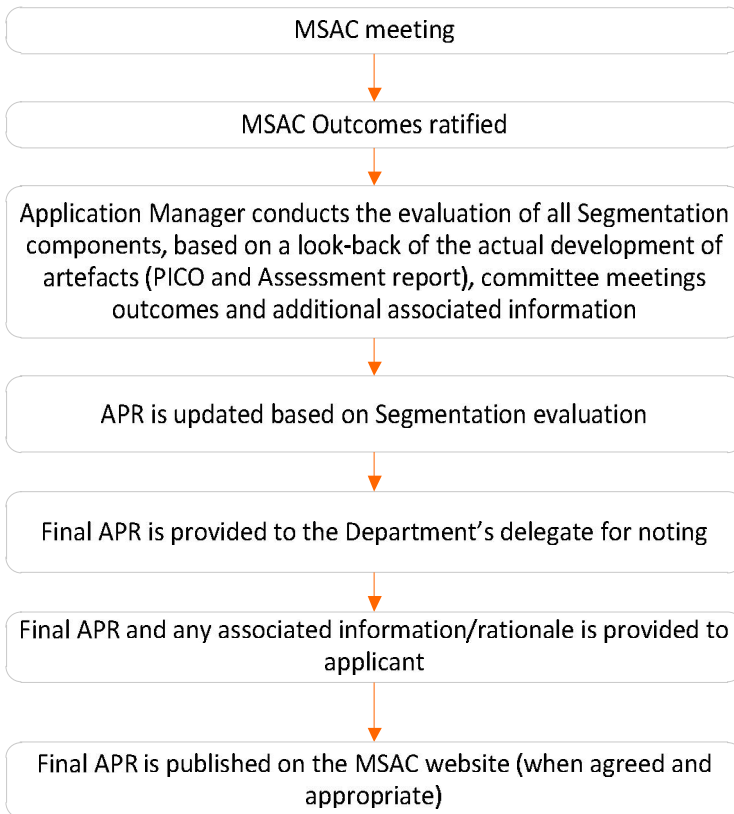 MSAC meeting
MSAC Outcomes ratified
Application Manager conducts the evaluation of all Segmentation
components, based on a look-back of the actual development of
artefacts (PICO and Assessment report), committee meetings
outcomes and additional associated information
APR is updated based on Segmentation evaluation
Final APR is provided to the Department’s delegate for noting
Final APR and any associated information/rationale is provided to
applicant
Final APR is published on the MSAC website (when agreed and
appropriate)